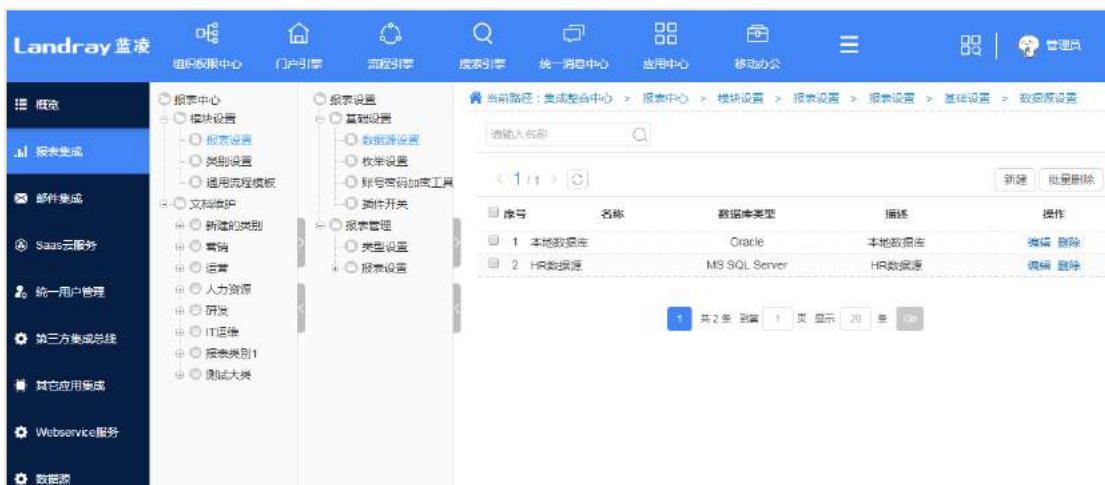 Landray 蓝凌
组织权限中心
门户引擎
流程引擎
搜索引擎
统一消息中心
应用中心
移动办公
管理员
概览
报表集成
邮件集成
Saas云服务
统一用户管理
第三方集成总线
其它应用集成
Webservice服务
数据源
报表中心
模块设置
报表设置
类别设置
通用流程模板
文档维护
新建的类别
营销
运营
人力资源
研发
IT运维
报表类别1
测试大类
报表设置
基础设置
数据源设置
枚举设置
账号密码加密工具
插件开关
报表管理
类型设置
报表设置
当前路径：集成整合中心 > 报表中心 > 模块设置 > 报表设置 > 报表设置 > 基础设置 > 数据源设置
请输入名称
< 1 / 1 >
新建 批量删除
序号 名称 数据库类型 描述 操作
1 本地数据库 Oracle 本地数据库 编辑 删除
2 HR数据源 MS SQL Server HR数据源 编辑 删除
1 共 2 条 到第 1 页 显示 20 条 Go